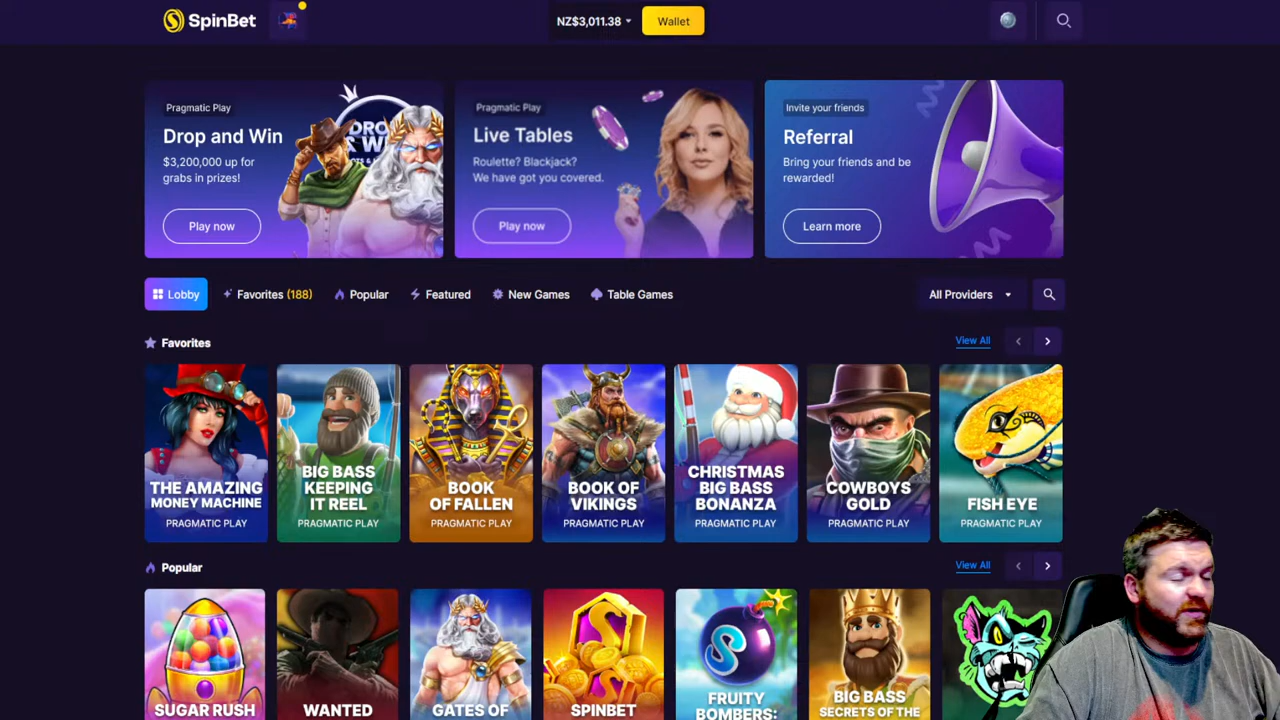 SpinBet
NZ$3,011.38
Wallet
Pragmatic Play
Drop and Win
$3,200,000 up for
grabs in prizes!
Play now
Pragmatic Play
Live Tables
Roulette? Blackjack?
We have got you covered.
Play now
Invite your friends
Referral
Bring your friends and be
rewarded!
Learn more
Lobby
Favorites (188)
Popular
Featured
New Games
Table Games
All Providers
Favorites
View All
THE AMAZING
MONEY MACHINE
PRAGMATIC PLAY
BIG BASS
KEEPING
IT REEL
PRAGMATIC PLAY
BOOK
OF FALLEN
PRAGMATIC PLAY
BOOK OF
VIKINGS
PRAGMATIC PLAY
CHRISTMAS
BIG BASS
BONANZA
PRAGMATIC PLAY
COWBOYS
GOLD
PRAGMATIC PLAY
FISH EYE
PRAGMATIC PLAY
Popular
View All
SUGAR RUSH
WANTED
GATES OF
SPINBET
FRUITY
BOMBERS:
BIG BASS
SECRETS OF THE